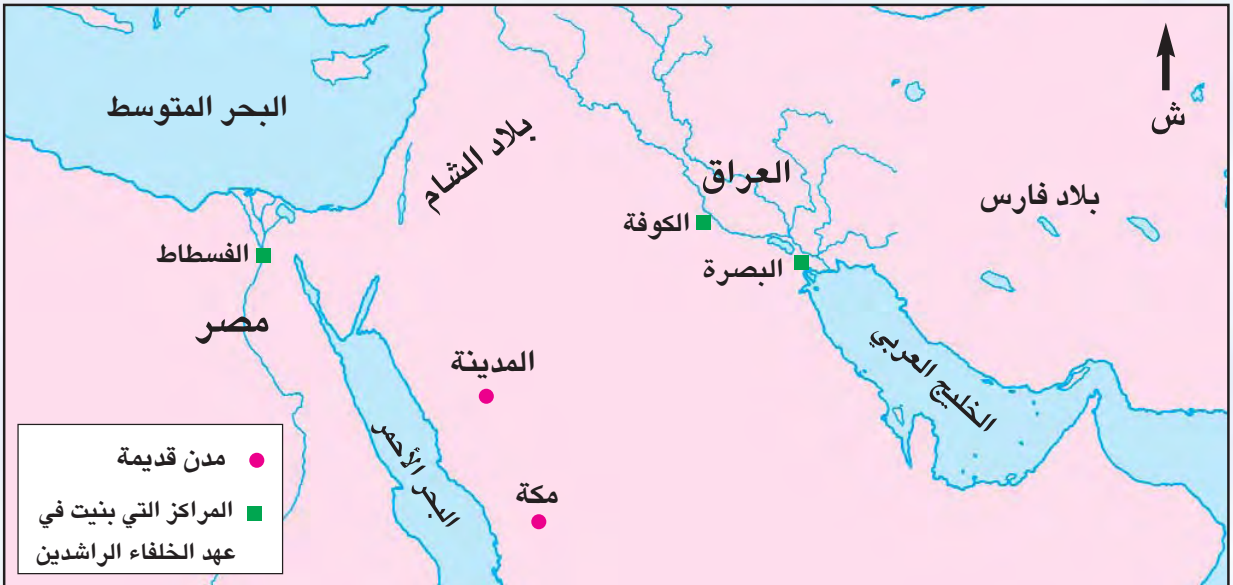 البحر المتوسط
بلاد الشام
العراق
بلاد فارس
ش
الكوفة
البصرة
الفسطاط
مصر
المدينة
مكة
البحر الأحمر
الخليج العربي
مدن قديمة
المراكز التي بنيت في
عهد الخلفاء الراشدين